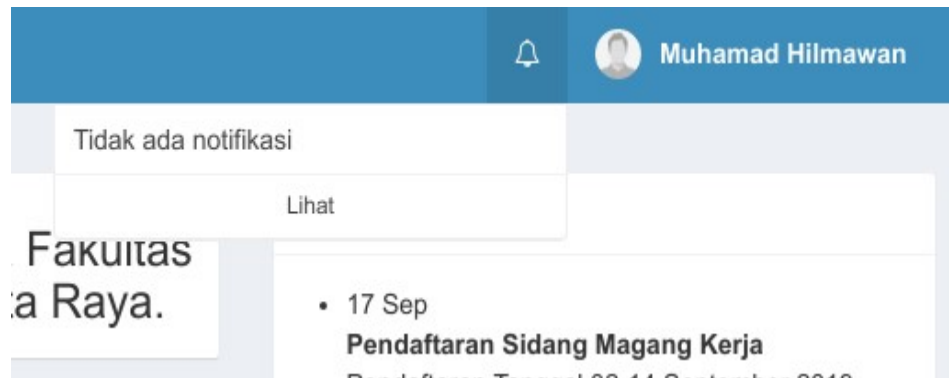 Muhamad Hilmawan
Tidak ada notifikasi
Lihat
Fakultas
a Raya.
• 17 Sep
Pendaftaran Sidang Magang Kerja